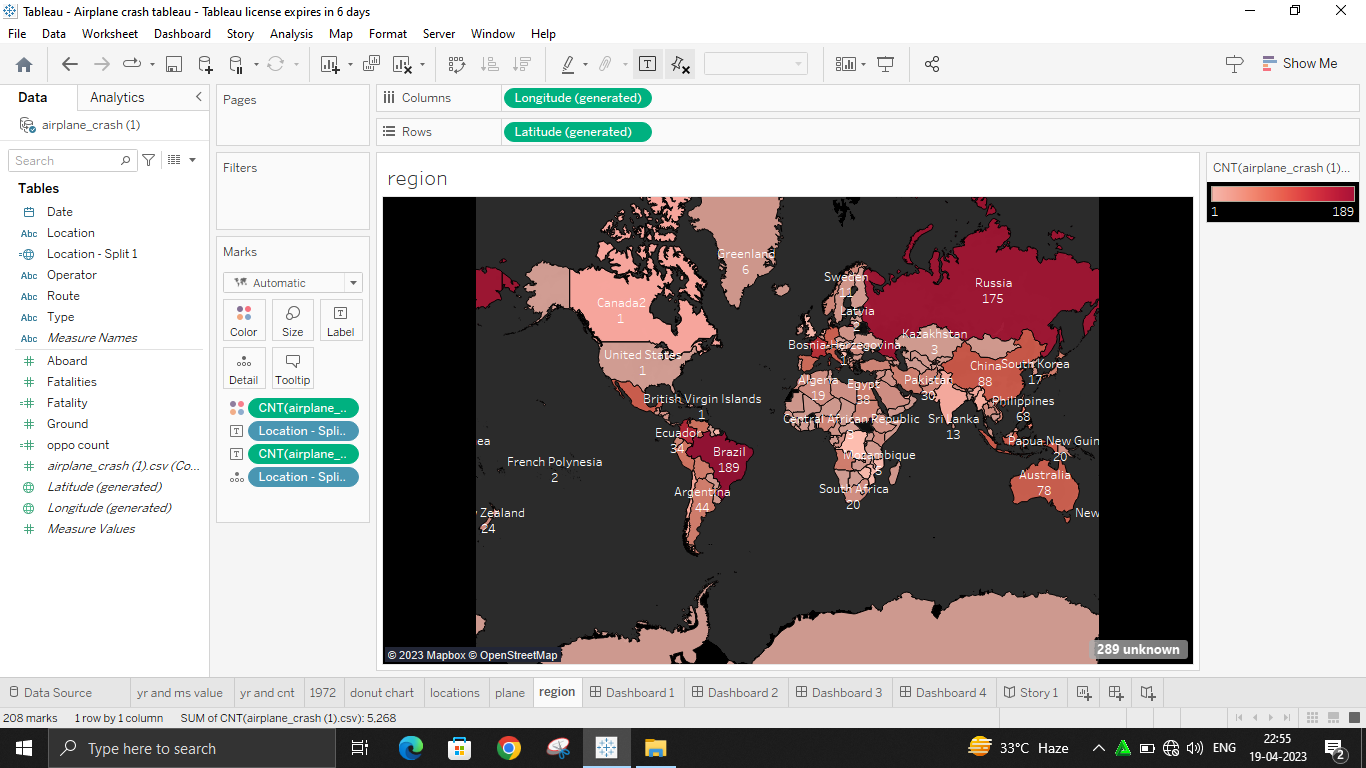 Tableau - Airplane crash tableau - Tableau license expires in 6 days
File Data Worksheet Dashboard Story Analysis Map Format Server Window Help
Show Me
Data Analytics
airplane_crash (1)
Search
Tables
Date
Abc Location
Location - Split 1
Abc Operator
Abc Route
Abc Type
Abc Measure Names
Aboard
Fatalities
Fatality
Ground
oppo count
airplane_crash (1).csv (Co...
Latitude (generated)
Longitude (generated)
Measure Values
Pages
Filters
Marks
Automatic
Color Size Label
Detail Tooltip
CNT(airplane_..
Location - Spli..
CNT(airplane_..
Location - Spli..
Columns Longitude (generated)
Rows Latitude (generated)
region
Greenland
6
Sweden
11
Russia
175
Canada2
1
Latvia
2
Kazakhstan
3
Bosnia-Herzegovina
1
United States
1
China
88
South Korea
17
Algeria
19
Egypt
38
Pakistan
30
British Virgin Islands
1
Philippines
68
Central African Republic
3
Sri Lanka
13
Ecuador
34
Papua New Guin
20
ea
Brazil
189
Mozambique
5
French Polynesia
2
Australia
78
Argentina
44
South Africa
20
Zealand
24
New
© 2023 Mapbox © OpenStreetMap
289 unknown
CNT(airplane_crash (1)...
1 189
Data Source yr and ms value yr and cnt 1972 donut chart locations plane region Dashboard 1 Dashboard 2 Dashboard 3 Dashboard 4 Story 1
208 marks 1 row by 1 column SUM of CNT(airplane_crash (1).csv): 5,268
Type here to search
33°C Haze
ENG
22:55
19-04-2023
2